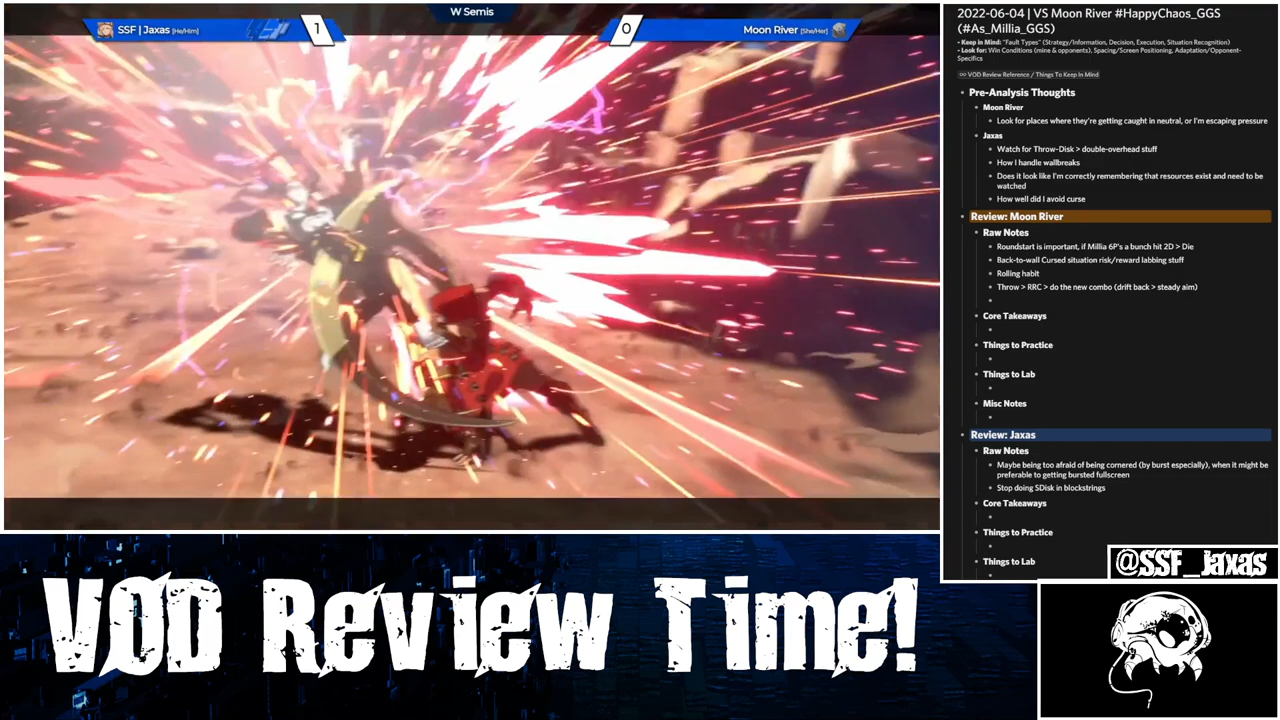 W Semis
SSF | Jaxas [He/Him]
1
0
Moon River [She/Her]
2022-06-04 | VS Moon River #HappyChaos_GGS
(#As_Millia_GGS)
- Keep in Mind: "Fault Types" (Strategy/Information, Decision, Execution, Situation Recognition)
- Look for: Win Conditions (mine & opponents), Spacing/Screen Positioning, Adaptation/Opponent-
Specifics
VOD Review Reference / Things To Keep In Mind
Pre-Analysis Thoughts
Moon River
Look for places where they're getting caught in neutral, or I'm escaping pressure
Jaxas
Watch for Throw-Disk > double-overhead stuff
How I handle wallbreaks
Does it look like I'm correctly remembering that resources exist and need to be
watched
How well did I avoid curse
Review: Moon River
Raw Notes
Roundstart is important, if Millia 6P's a bunch hit 2D > Die
Back-to-wall Cursed situation risk/reward labbing stuff
Rolling habit
Throw > RRC > do the new combo (drift back > steady aim)
Core Takeaways
Things to Practice
Things to Lab
Misc Notes
Review: Jaxas
Raw Notes
Maybe being too afraid of being cornered (by burst especially), when it might be
preferable to getting bursted fullscreen
Stop doing SDisk in blockstrings
Core Takeaways
Things to Practice
Things to Lab
@SSF_Jaxas
VOD Review Time!